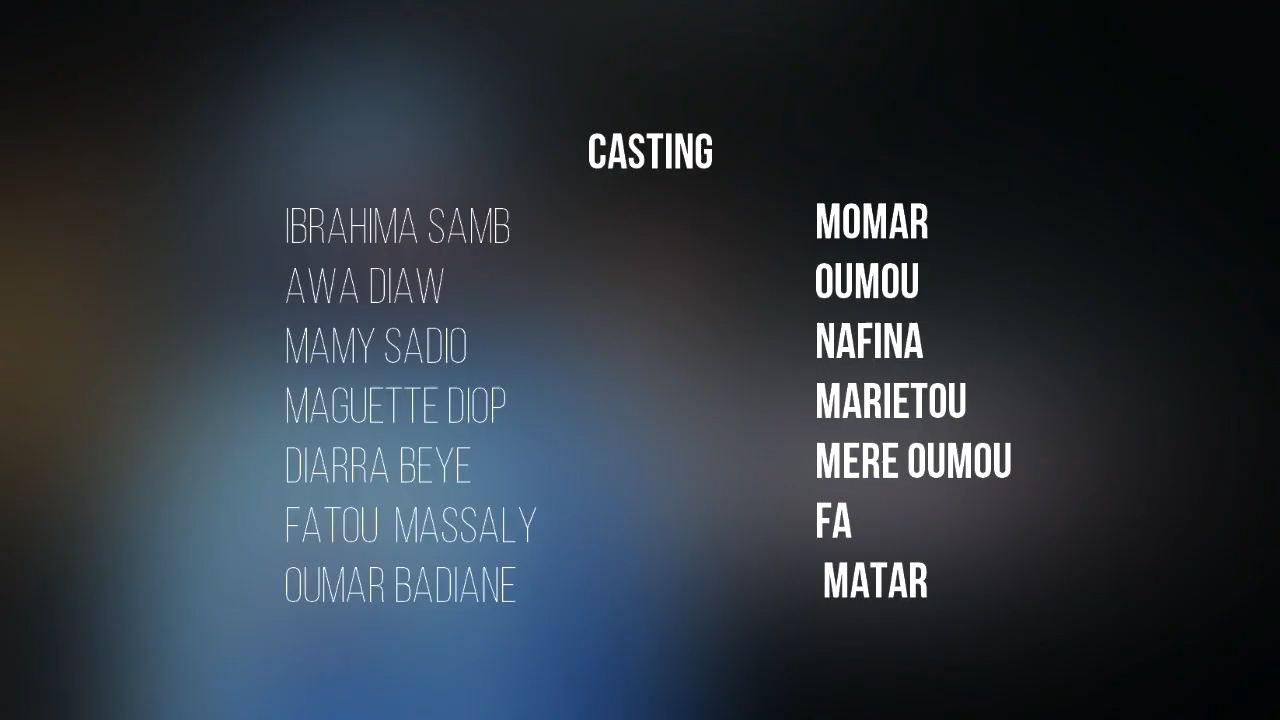 CASTING
IBRAHIMA SAMB MOMAR
AWA DIAW OUMOU
MAMY SADIO NAFINA
MAGUETTE DIOP MARIETOU
DIARRA BEYE MERE OUMOU
FATOU MASSALY FA
OUMAR BADIANE MATAR